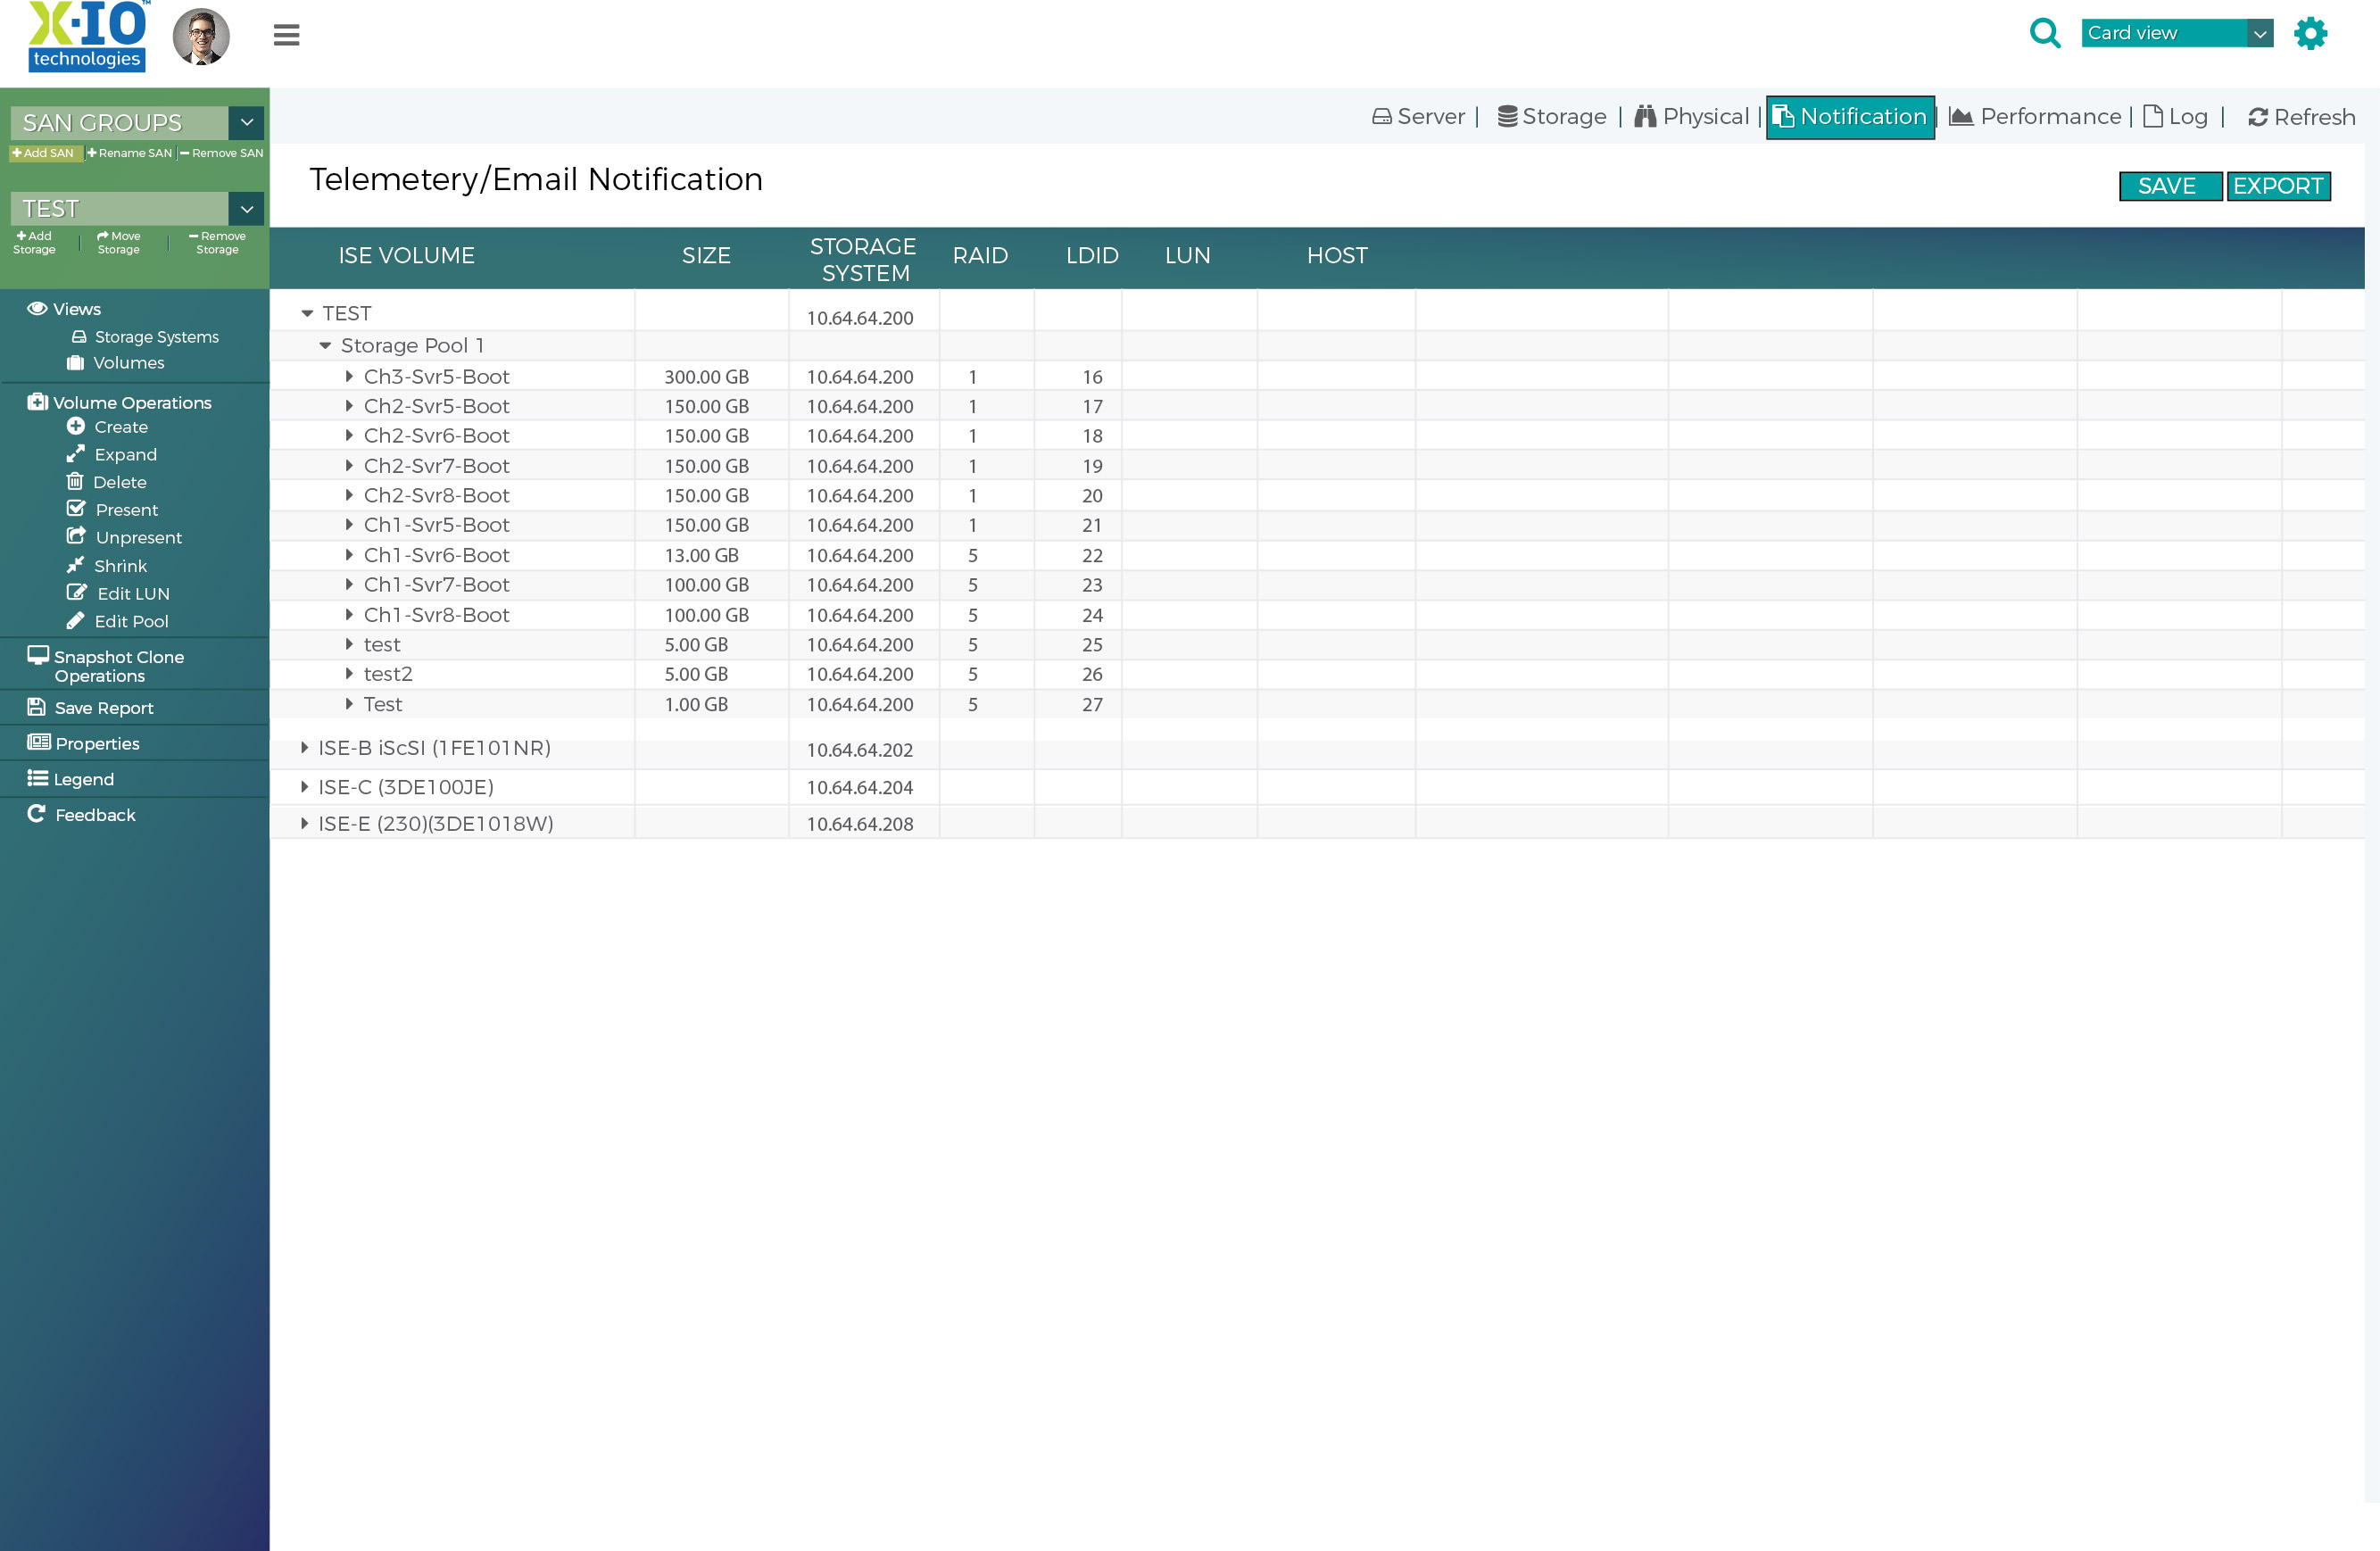 X-IO™
technologies
Card view
SAN GROUPS
Add SAN | Rename SAN | Remove SAN
TEST
Add Storage | Move Storage | Remove Storage
Views
Storage Systems
Volumes
Volume Operations
Create
Expand
Delete
Present
Unpresent
Shrink
Edit LUN
Edit Pool
Snapshot Clone
Operations
Save Report
Properties
Legend
Feedback
Server | Storage | Physical | Notification | Performance | Log | Refresh
Telemetery/Email Notification
SAVE EXPORT
ISE VOLUME SIZE STORAGE SYSTEM RAID LDID LUN HOST
TEST 10.64.64.200
Storage Pool 1
Ch3-Svr5-Boot 300.00 GB 10.64.64.200 1 16
Ch2-Svr5-Boot 150.00 GB 10.64.64.200 1 17
Ch2-Svr6-Boot 150.00 GB 10.64.64.200 1 18
Ch2-Svr7-Boot 150.00 GB 10.64.64.200 1 19
Ch2-Svr8-Boot 150.00 GB 10.64.64.200 1 20
Ch1-Svr5-Boot 150.00 GB 10.64.64.200 1 21
Ch1-Svr6-Boot 13.00 GB 10.64.64.200 5 22
Ch1-Svr7-Boot 100.00 GB 10.64.64.200 5 23
Ch1-Svr8-Boot 100.00 GB 10.64.64.200 5 24
test 5.00 GB 10.64.64.200 5 25
test2 5.00 GB 10.64.64.200 5 26
Test 1.00 GB 10.64.64.200 5 27
ISE-B iScSI (1FE101NR) 10.64.64.202
ISE-C (3DE100JE) 10.64.64.204
ISE-E (230)(3DE1018W) 10.64.64.208